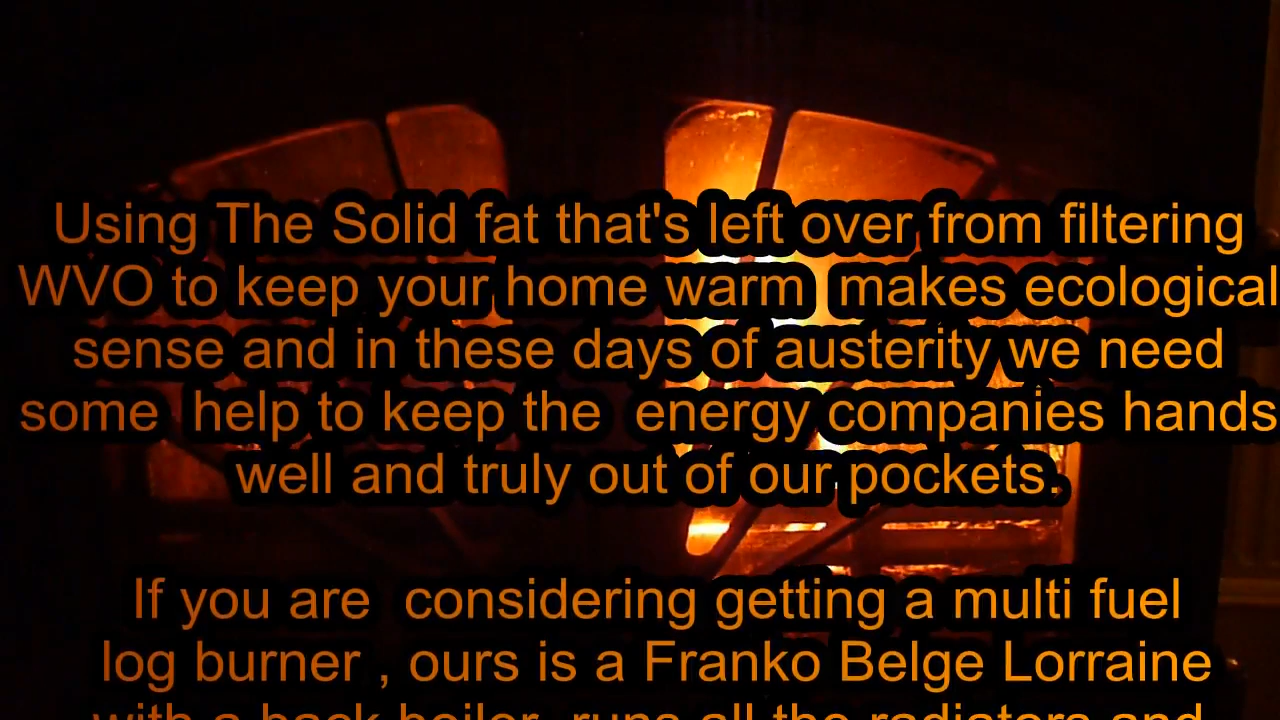 Using The Solid fat that's left over from filtering
WVO to keep your home warm  makes ecological
sense and in these days of austerity we need
some  help to keep the  energy companies hands
well and truly out of our pockets.
If you are  considering getting a multi fuel
log burner , ours is a Franko Belge Lorraine
with a back boiler  runs all the radiators and